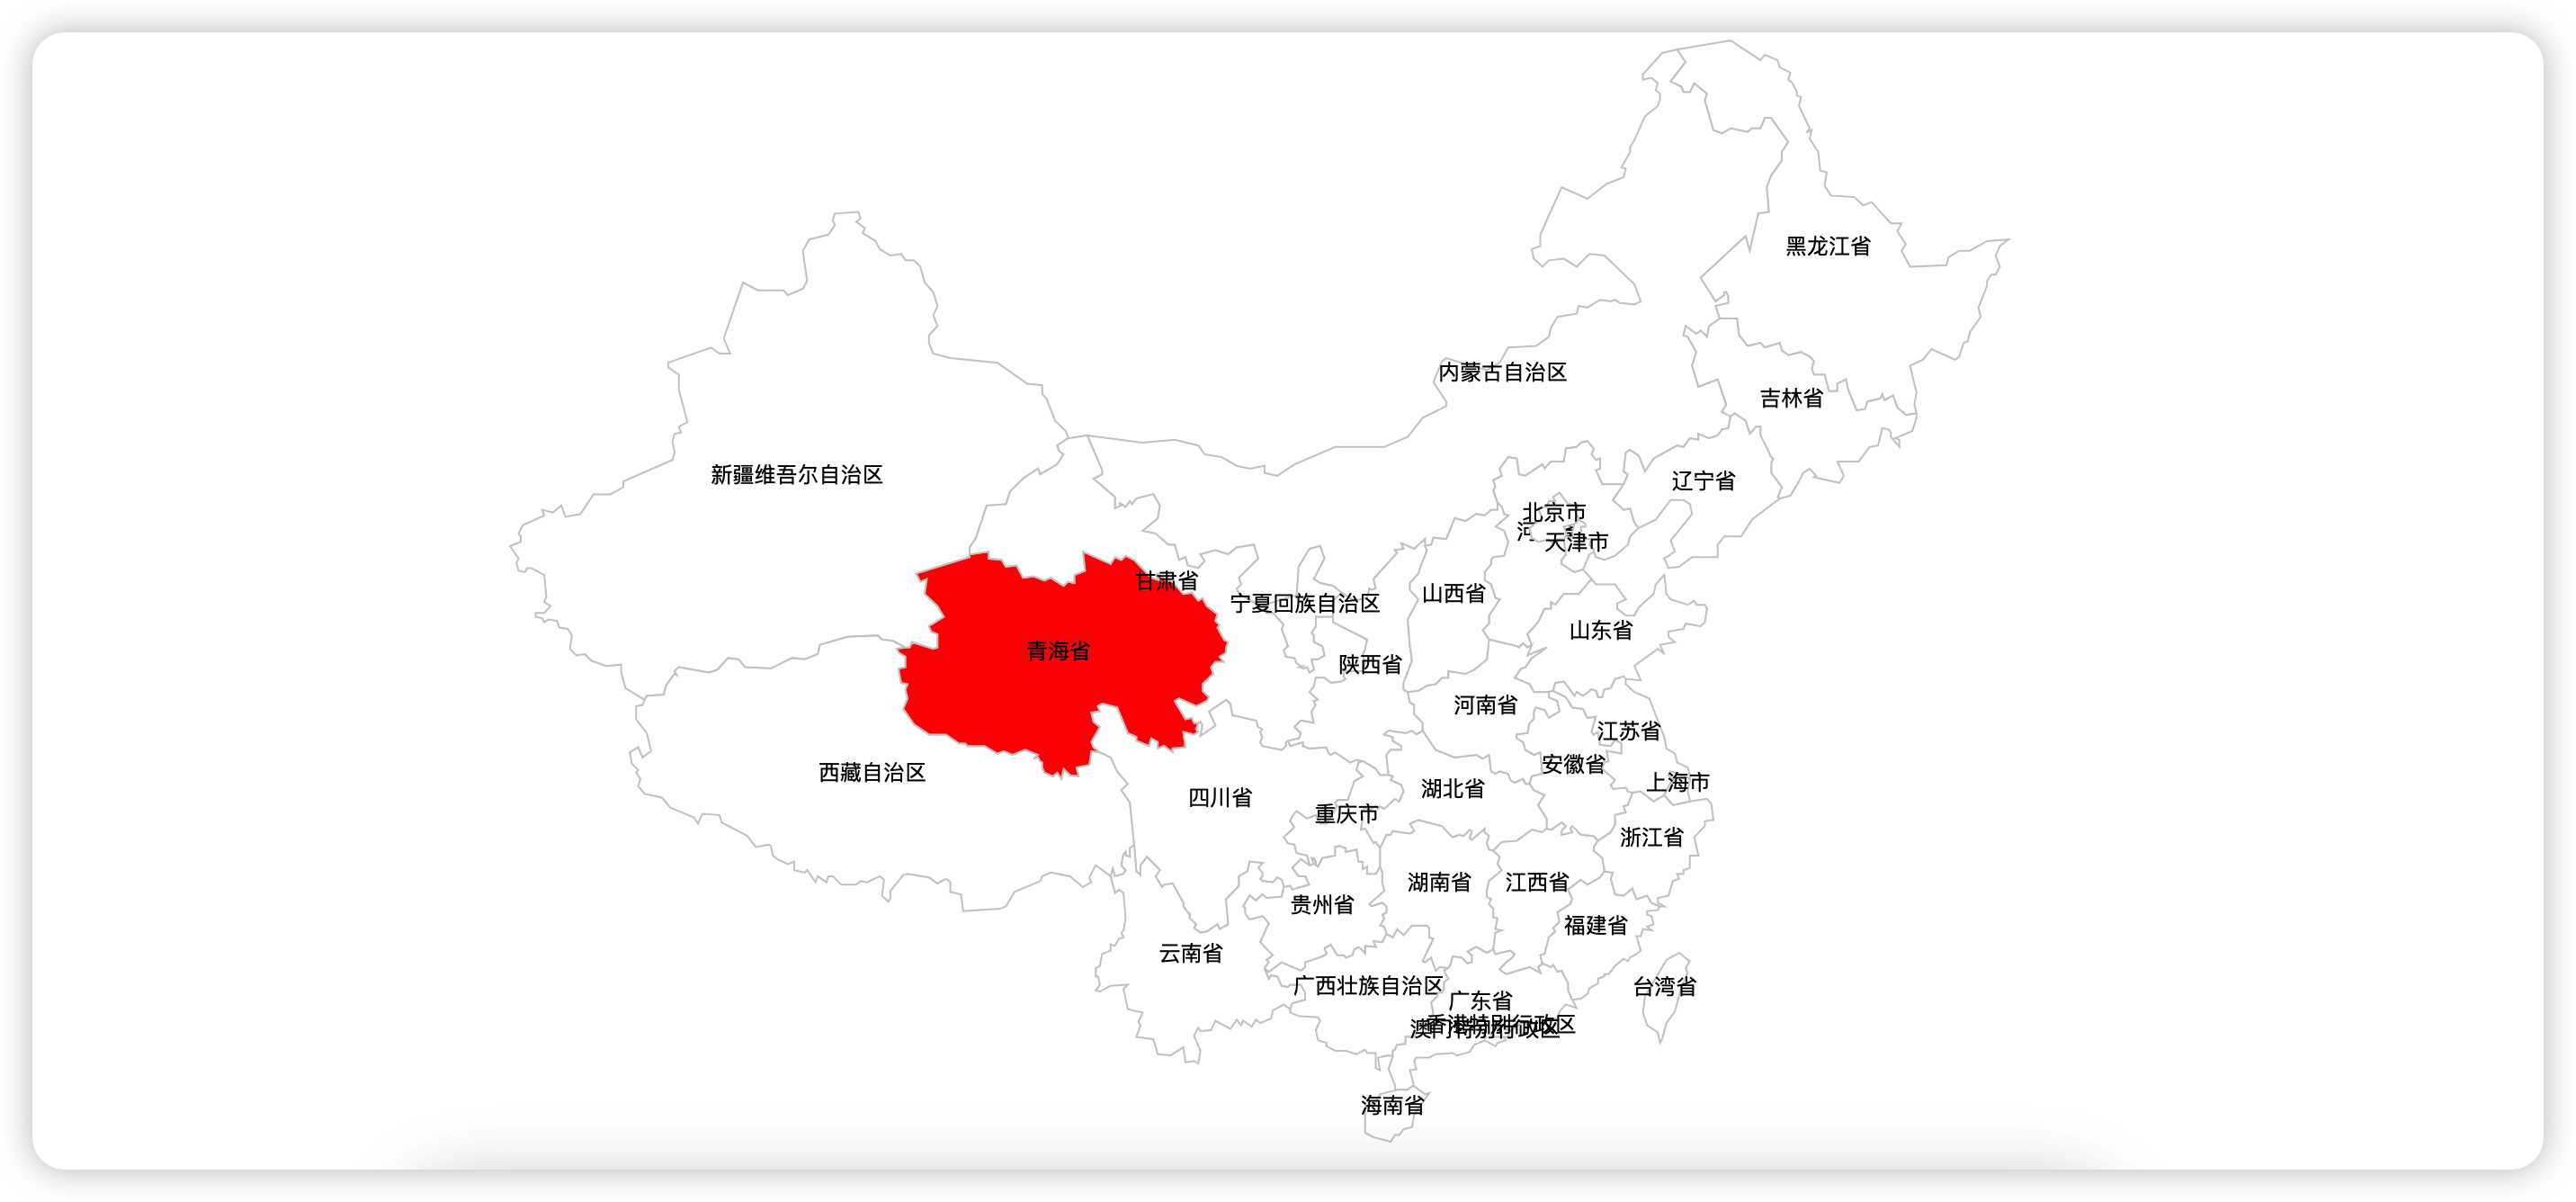 黑龙江省
内蒙古自治区
吉林省
新疆维吾尔自治区
辽宁省
北京市
河
天津市
甘肃省
山西省
宁夏回族自治区
山东省
青海省
陕西省
河南省
江苏省
安徽省
西藏自治区
上海市
湖北省
四川省
重庆市
浙江省
湖南省
江西省
贵州省
福建省
云南省
广西壮族自治区
台湾省
广东省
香港特别行政区
澳门特别行政区
海南省